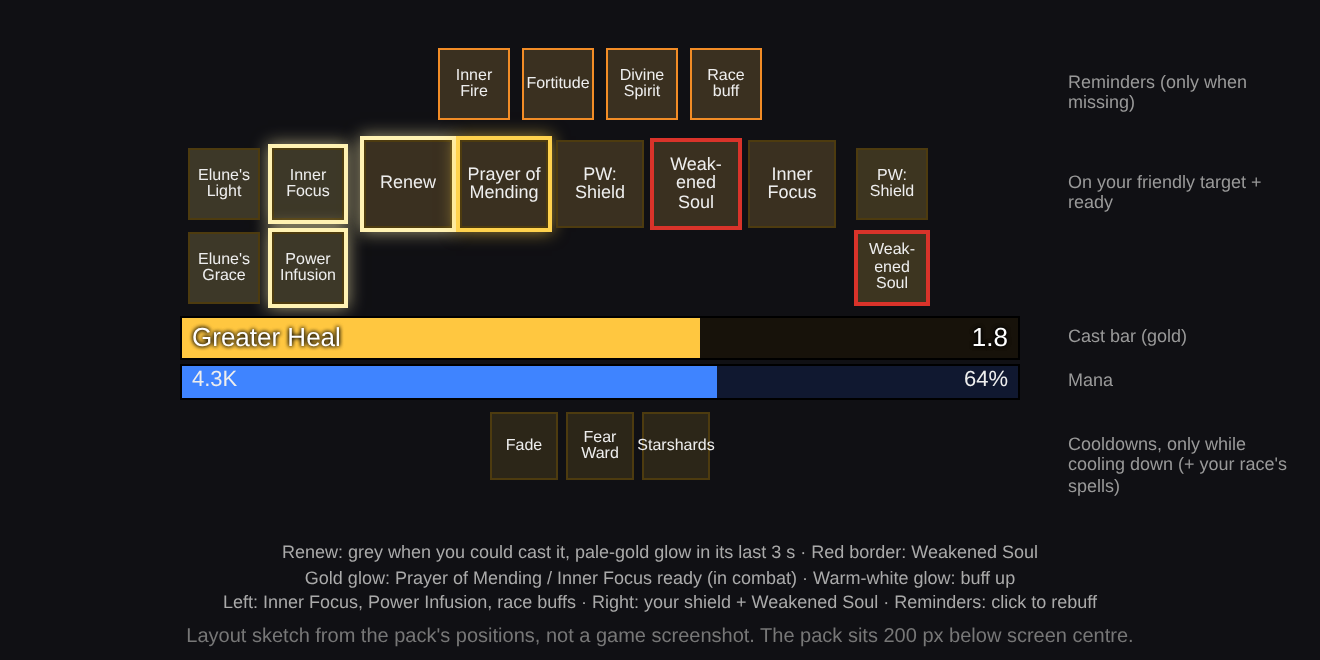 Inner
Fire
Fortitude
Divine
Spirit
Race
buff
Reminders (only when
missing)
Elune's
Light
Inner
Focus
Renew
Prayer of
Mending
PW:
Shield
Weak-
ened
Soul
Inner
Focus
PW:
Shield
On your friendly target +
ready
Elune's
Grace
Power
Infusion
Weak-
ened
Soul
Greater Heal
1.8
Cast bar (gold)
4.3K
64%
Mana
Fade
Fear
Ward
Starshards
Cooldowns, only while
cooling down (+ your race's
spells)
Renew: grey when you could cast it, pale-gold glow in its last 3 s · Red border: Weakened Soul
Gold glow: Prayer of Mending / Inner Focus ready (in combat) · Warm-white glow: buff up
Left: Inner Focus, Power Infusion, race buffs · Right: your shield + Weakened Soul · Reminders: click to rebuff
Layout sketch from the pack's positions, not a game screenshot. The pack sits 200 px below screen centre.